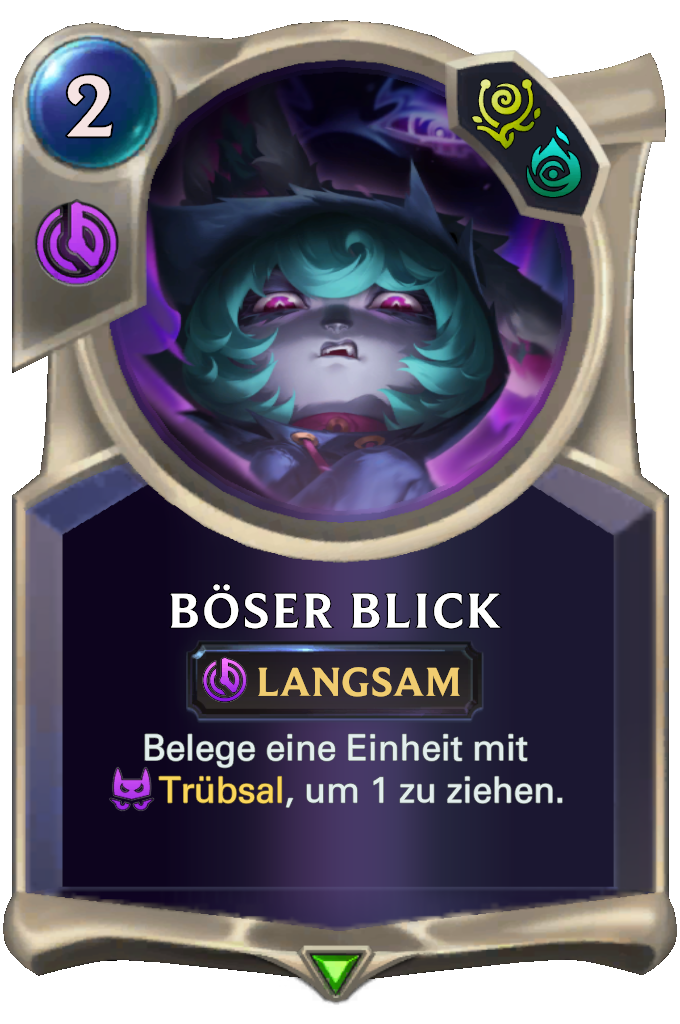 2
BÖSER BLICK
LANGSAM
Belege eine Einheit mit
Trübsal, um 1 zu ziehen.